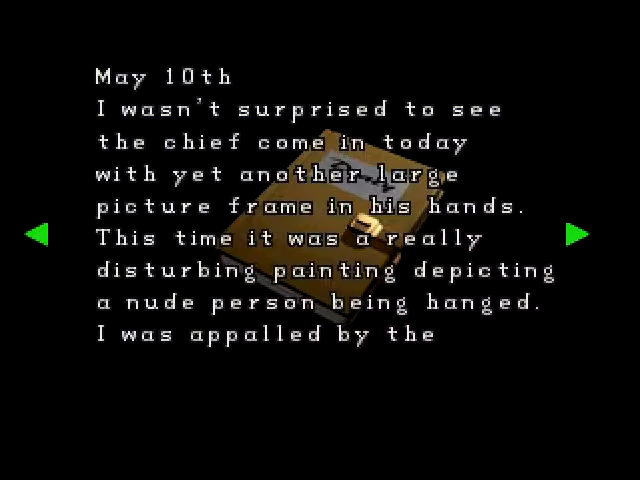 May 10th
I wasn't surprised to see
the chief come in today
with yet another large
picture frame in his hands.
This time it was a really
disturbing painting depicting
a nude person being hanged.
I was appalled by the
Diary